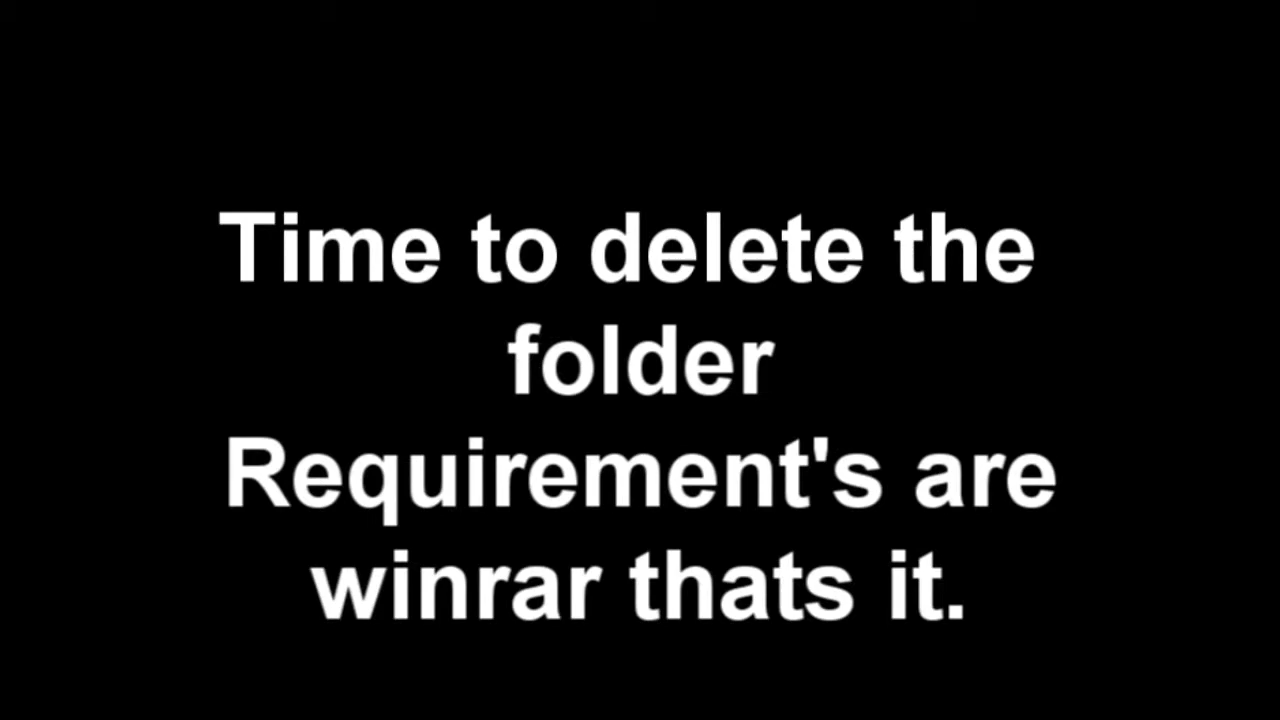 Time to delete the
folder
Requirement's are
winrar thats it.